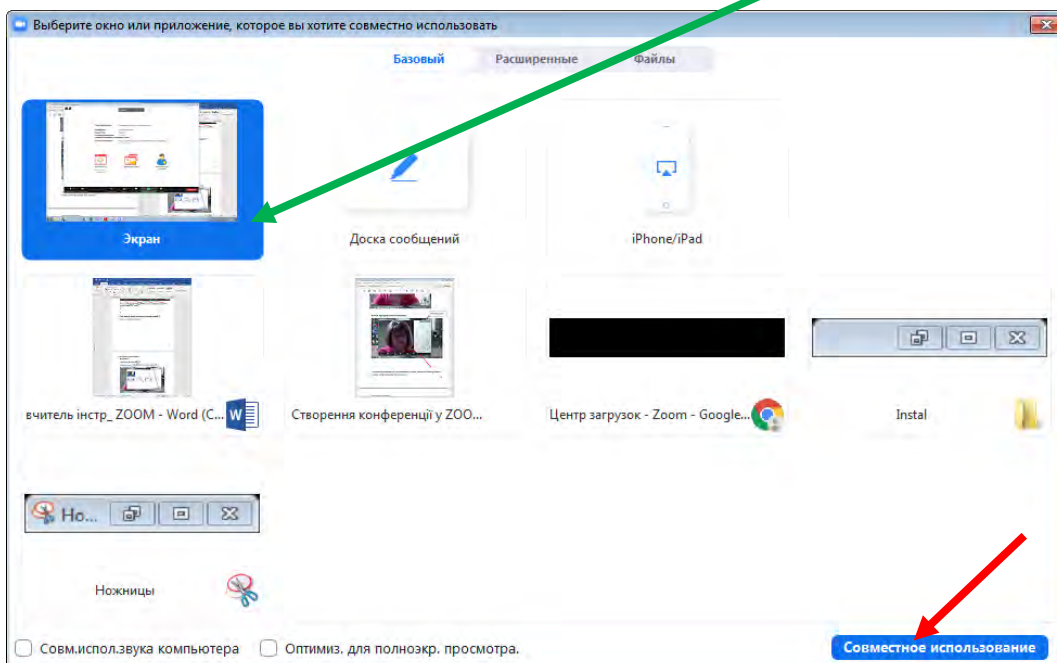 Выберите окно или приложение, которое вы хотите совместно использовать
Базовый Расширенные Файлы
Экран
Доска сообщений
iPhone/iPad
вчитель інстр_ ZOOM - Word (С...
Створення конференції у ZOO...
Центр загрузок - Zoom - Google...
Instal
Но...
Ножницы
Совм.испол.звука компьютера
Оптимиз. для полноэкр. просмотра.
Совместное использование